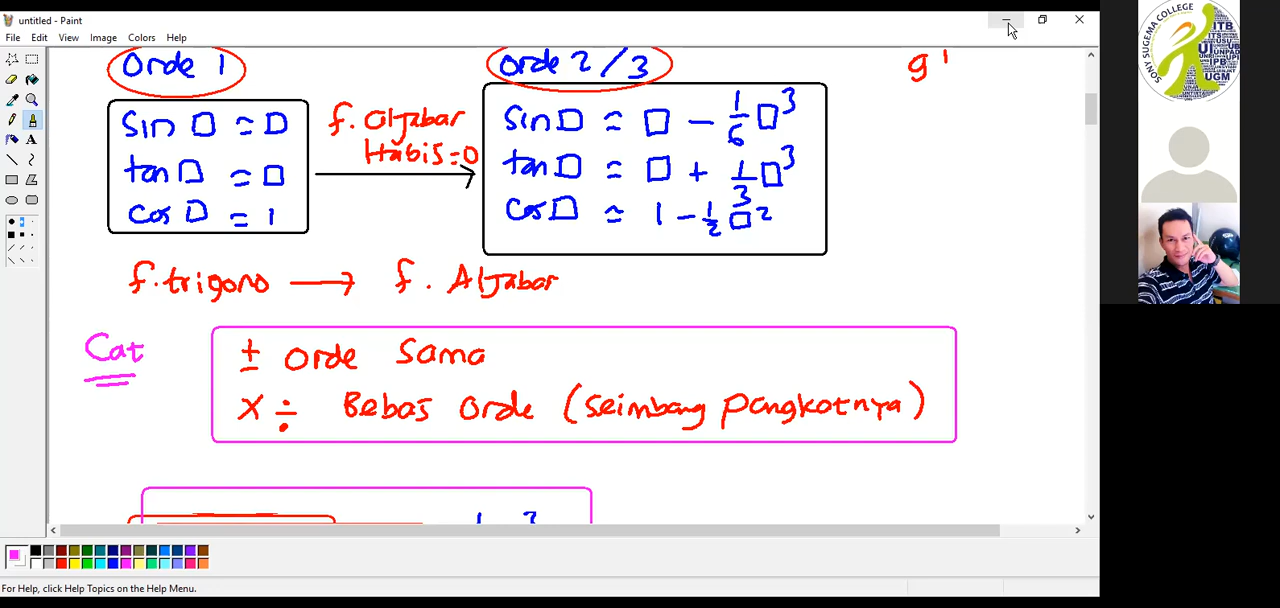 untitled - Paint
File Edit View Image Colors Help
Orde 1
Orde 2/3
g'
sin □ ≈ □
tan □ ≈ □
cos □ ≈ 1
f. Aljabar
Habis = 0
sin □ ≈ □ - 1/6 □³
tan □ ≈ □ + 1/3 □³
cos □ ≈ 1 - 1/2 □²
f. trigono → f. Aljabar
Cat
± orde sama
x ÷ Bebas orde (seimbang pangkatnya)
For Help, click Help Topics on the Help Menu.
SONY SUGEMA COLLEGE
ITB
ITS
UI
UNPAD
IPB
UGM